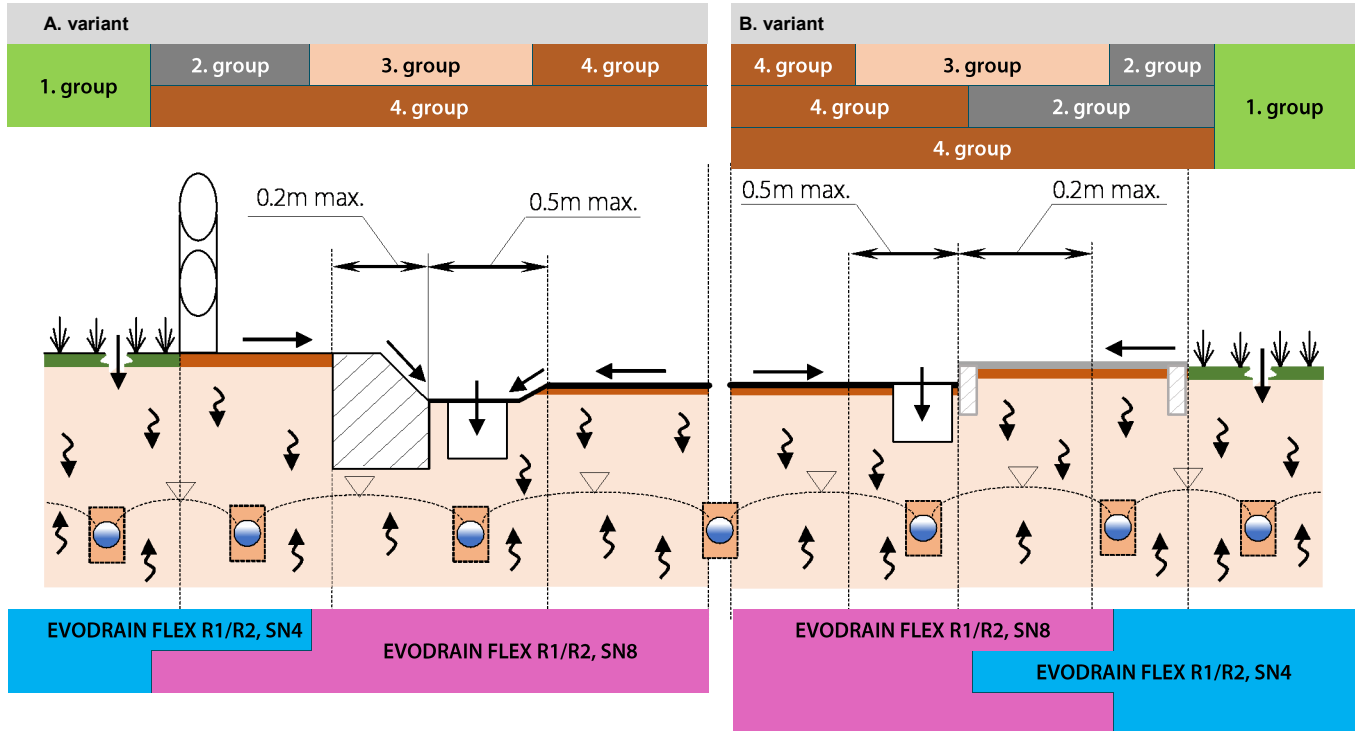 A. variant
B. variant
1. group
2. group
3. group
4. group
4. group
4. group
3. group
2. group
1. group
4. group
2. group
4. group
0.2m max.
0.5m max.
0.5m max.
0.2m max.
EVODRAIN FLEX R1/R2, SN4
EVODRAIN FLEX R1/R2, SN8
EVODRAIN FLEX R1/R2, SN8
EVODRAIN FLEX R1/R2, SN4